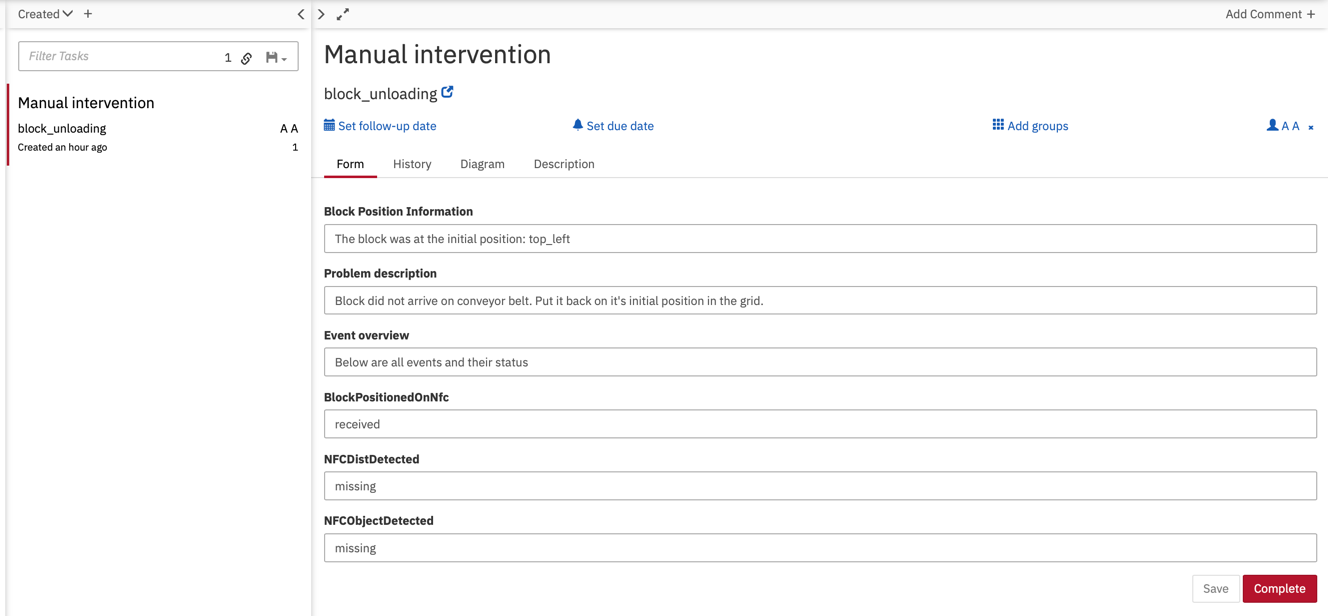 Created +
Add Comment +
Filter Tasks 1
Manual intervention
block_unloading A A
Created an hour ago 1
Manual intervention
block_unloading
Set follow-up date Set due date Add groups A A ×
Form History Diagram Description
Block Position Information
The block was at the initial position: top_left
Problem description
Block did not arrive on conveyor belt. Put it back on it's initial position in the grid.
Event overview
Below are all events and their status
BlockPositionedOnNfc
received
NFCDistDetected
missing
NFCObjectDetected
missing
Save Complete